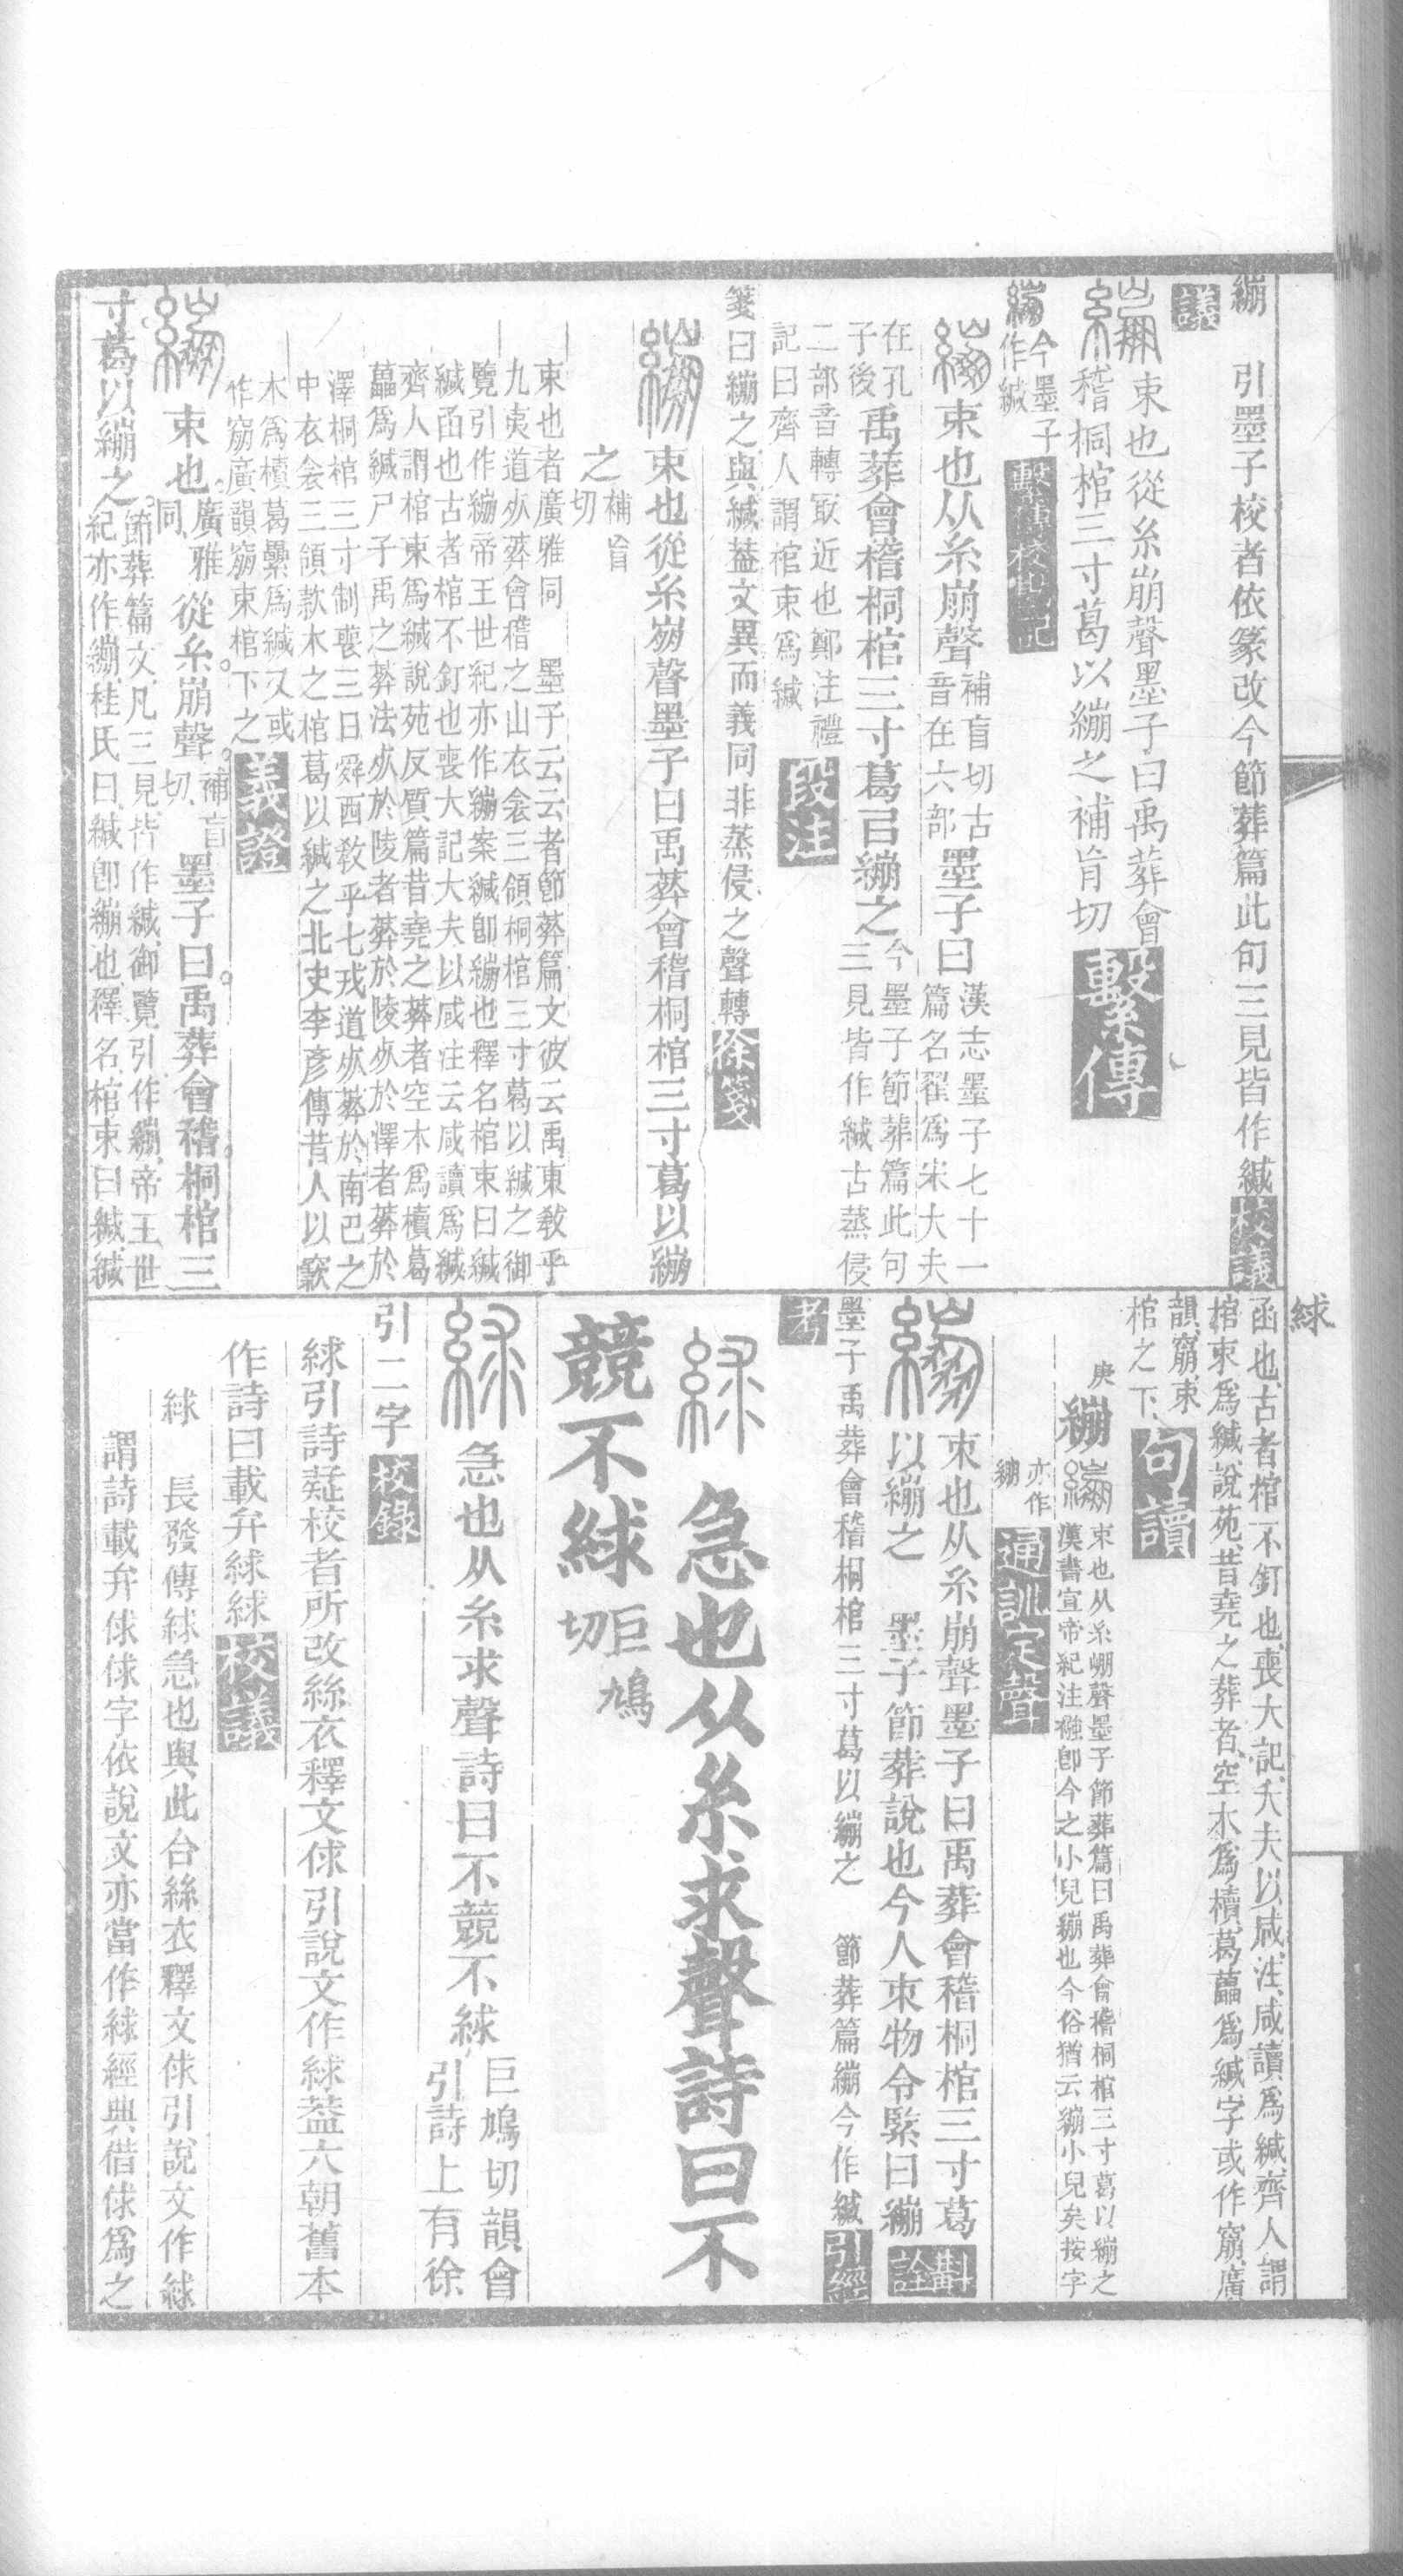 繃
引墨子校者依篆改今節葬篇此句三見皆作緘校議
議
繃束也從糸崩聲墨子曰禹葬會
稽桐棺三寸葛以繃之補肯切繫傳
繃今墨子
作緘繫傳校勘記
繃束也从糸崩聲補盲切古
音在六部墨子曰漢志墨子七十一
篇名翟為宋大夫
在孔
子後禹葬會稽桐棺三寸葛㠯繃之今墨子節葬篇此句
三見皆作緘古蒸侵
二部音轉冣近也鄭注禮
記曰齊人謂棺束為緘段注
箋曰繃之與緘葢文異而義同非蒸侵之聲轉徐箋
繃束也從糸崩聲墨子曰禹葬會稽桐棺三寸葛以繃
之補盲
切
束也者廣雅同 墨子云云者節葬篇文彼云禹東敎乎
九夷道死葬會稽之山衣衾三領桐棺三寸葛以緘之御
覽引作繃帝王世紀亦作繃案緘卽繃也釋名棺束曰緘
緘函也古者棺不釘也喪大記大夫以咸注云咸讀爲緘
齊人謂棺束爲緘說苑反質篇昔堯之葬者空木爲櫝葛
藟爲緘尸子禹之葬法死於陵者葬於陵死於澤者葬於
澤桐棺三寸制喪三日舜西敎乎七戎道死葬於南巴之
中衣衾三領款木之棺葛以緘之北史李彥傳昔人以窾
木爲櫝葛纍爲緘又或
作窮廣韻窮束棺下之義證
繃束也。廣雅
同從糸。崩聲。補盲
切墨子曰。禹葬會稽。桐棺三
寸。葛以繃之。節葬篇文、凡三見、皆作緘、御覽引作繃、帝王世
紀亦作繃、桂氏曰、緘卽繃也、釋名、棺束曰緘、緘
函也、古者棺不釘也、喪大記、大夫以咸、注、咸讀爲緘、齊人謂
棺束爲緘、說苑、昔堯之葬者、空木爲櫝、葛藟爲緘、字或作窮、廣
韻、窮、束
棺之下、句讀
庚
繃繃束也从糸崩聲墨子節葬篇曰禹葬會稽桐棺三寸葛以繃之
漢書宣帝紀注襁卽今之小兒繃也今俗猶云繃小兒矣按字
亦作
繃通訓定聲
繃束也从糸崩聲墨子曰禹葬會稽桐棺三寸葛
以繃之 墨子節葬說也今人束物令緊曰繃斠詮
墨子禹葬會稽桐棺三寸葛以繃之 節葬篇繃今作緘引經
考
絿
絿急也从糸求聲詩曰不
競不絿巨鳩
切
絿急也从糸求聲詩曰不競不絿巨鳩切韻會
引詩上有徐
引二字校錄
絿引詩疑校者所改絲衣釋文俅引說文作絿葢六朝舊本
作詩曰載弁絿絿校議
絿 長發傳絿急也與此合絲衣釋文俅引說文作絿
謂詩載弁俅俅字依說文亦當作絿經典借俅爲之